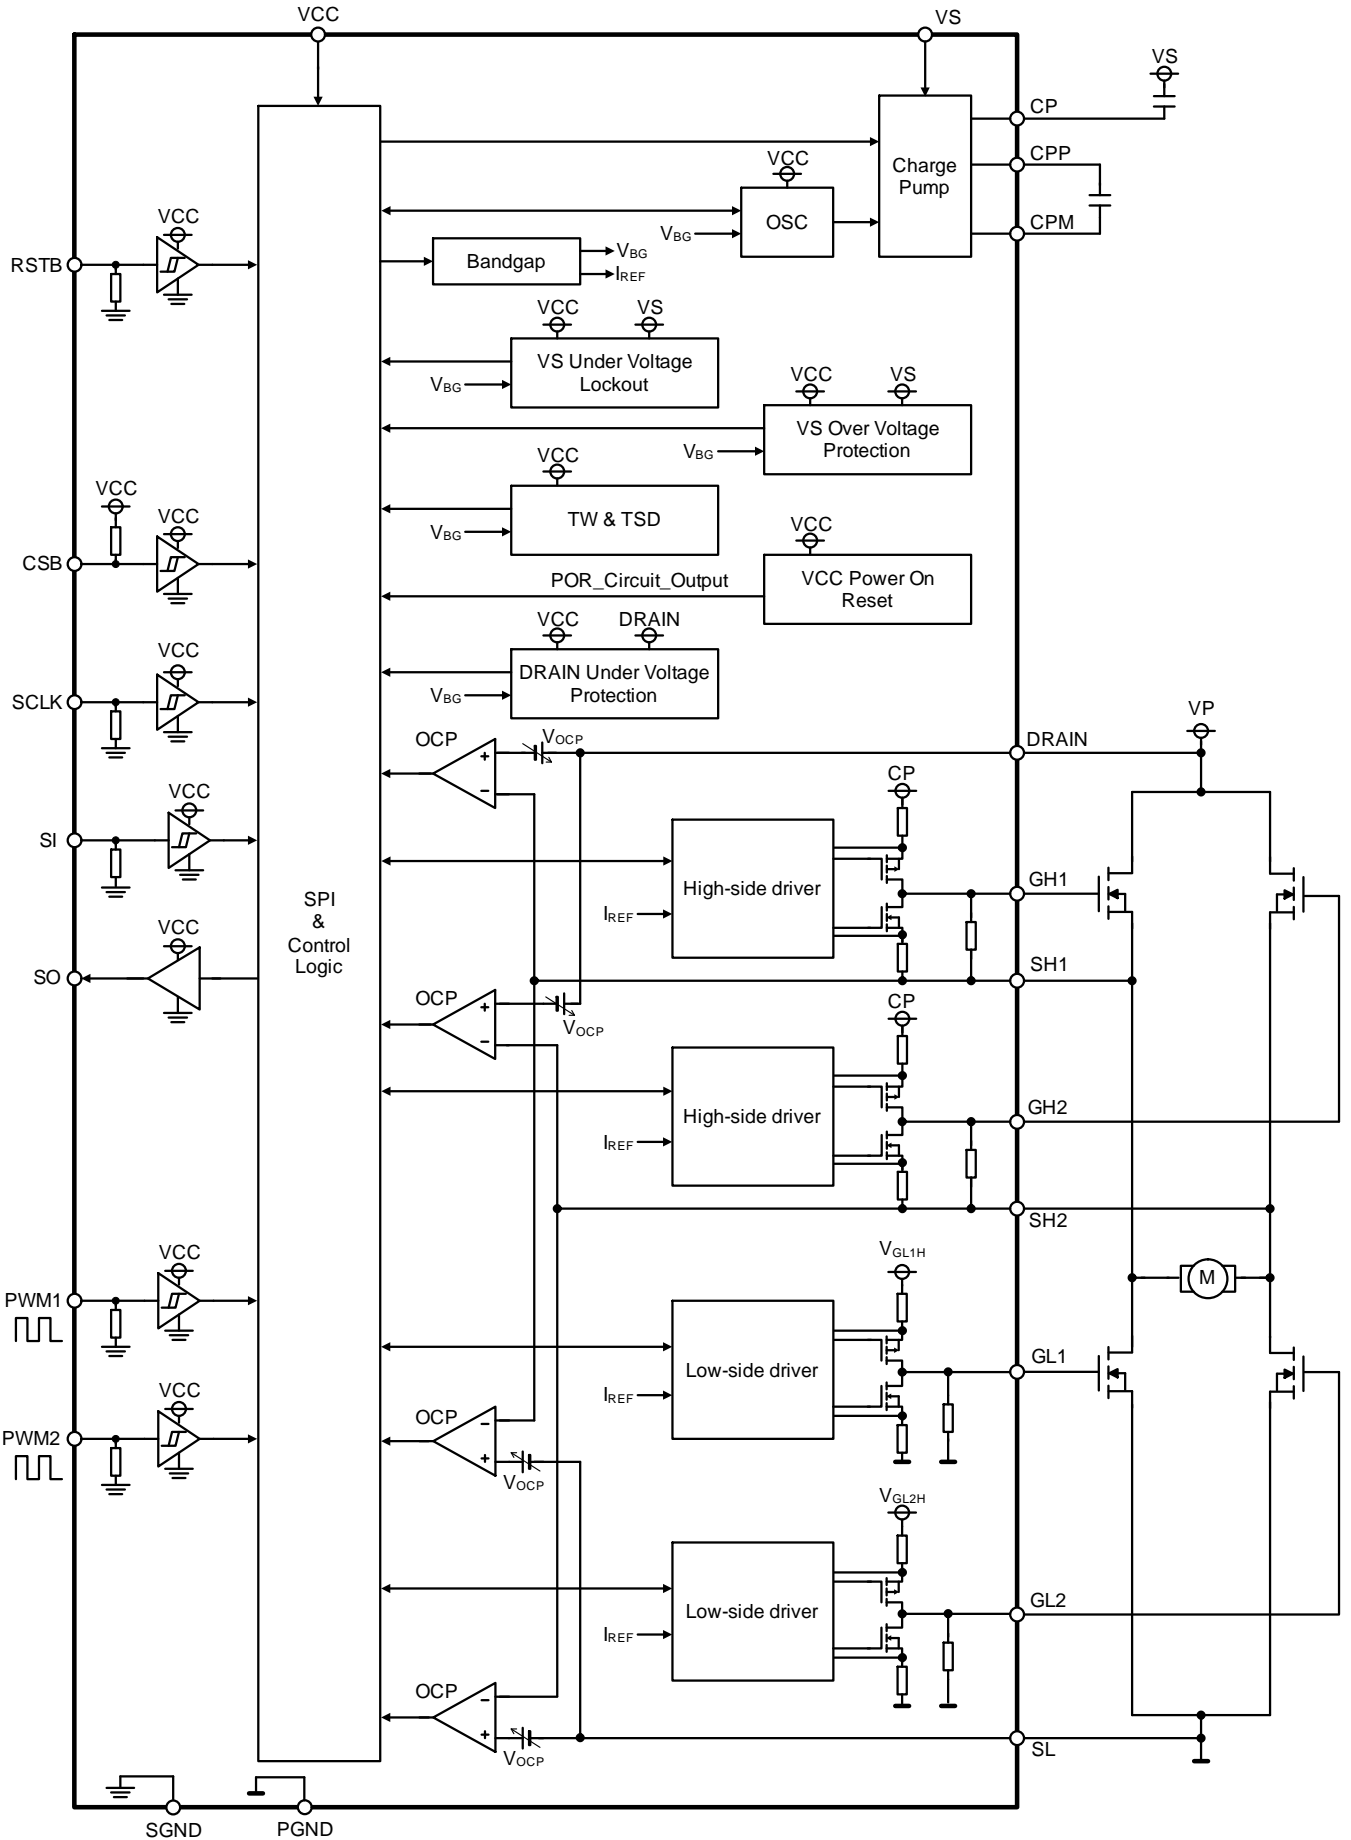 VCC
VS
VS
CP
CPP
CPM
Charge
Pump
VCC
OSC
VBG
Bandgap
VBG
IREF
RSTB
VCC
VCC
VS
VS Under Voltage
Lockout
VBG
VCC
VS
VS Over Voltage
Protection
VBG
VCC
TW & TSD
VBG
VCC
CSB
VCC
VCC
VCC Power On
Reset
POR_Circuit_Output
VCC
DRAIN
DRAIN Under Voltage
Protection
VBG
SCLK
VCC
VP
DRAIN
OCP
+
−
VOCP
CP
SI
VCC
High-side driver
IREF
GH1
SPI
&
Control
Logic
SO
VCC
SH1
OCP
+
−
VOCP
CP
High-side driver
IREF
GH2
SH2
VGL1H
M
PWM1
VCC
Low-side driver
IREF
GL1
PWM2
VCC
OCP
−
+
VOCP
VGL2H
Low-side driver
IREF
GL2
OCP
−
+
VOCP
SL
SGND
PGND